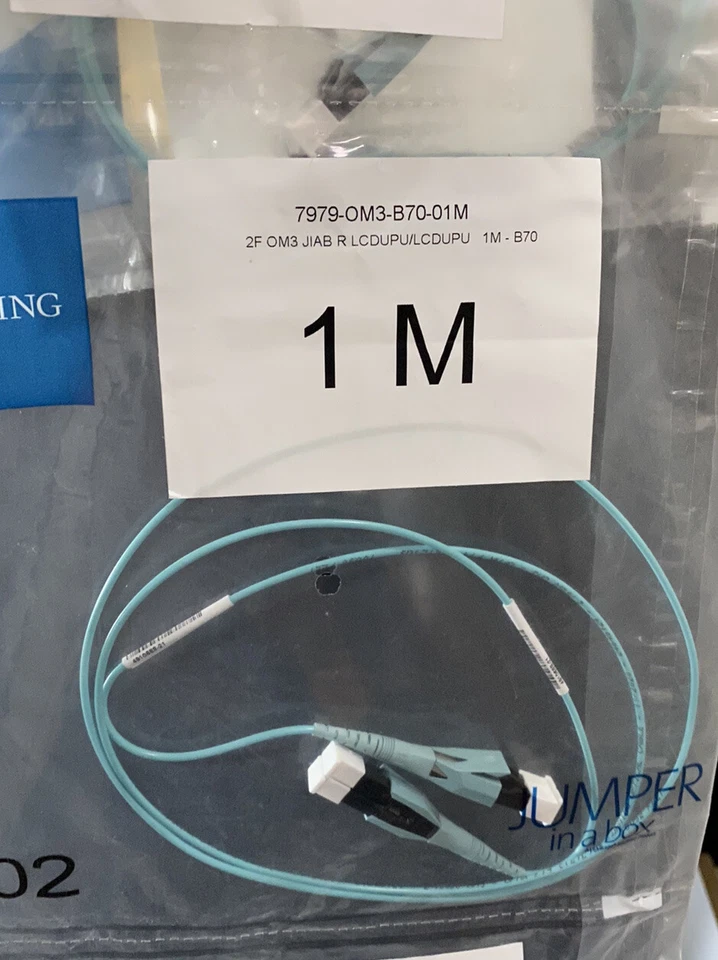 7979-OM3-B70-01M
2F OM3 JIAB R LCDUPU/LCDUPU 1M - B70
ING
1 M
JUMPER
in a box
02